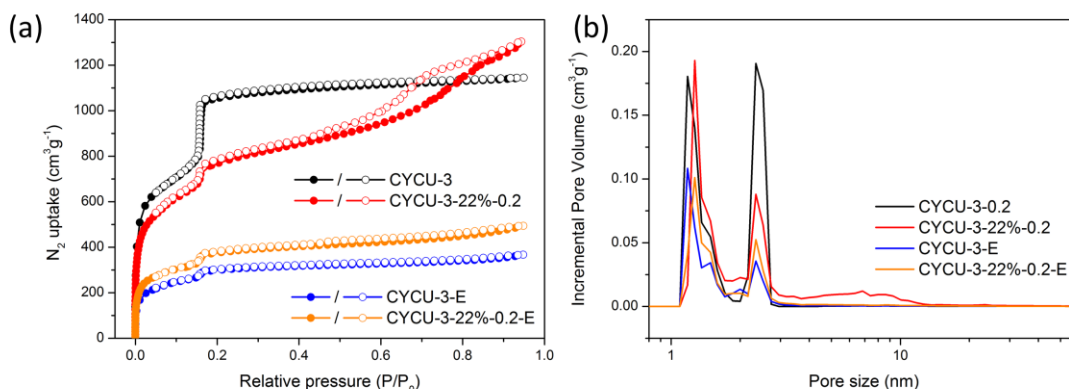 (a)
1400
1200
1000
800
600
400
200
0
N₂ uptake (cm³g⁻¹)
/ CYCU-3
/ CYCU-3-22%-0.2
/ CYCU-3-E
/ CYCU-3-22%-0.2-E
0.0 0.2 0.4 0.6 0.8 1.0
Relative pressure (P/P₀)
(b)
0.20
0.15
0.10
0.05
0.00
Incremental Pore Volume (cm³g⁻¹)
CYCU-3-0.2
CYCU-3-22%-0.2
CYCU-3-E
CYCU-3-22%-0.2-E
1 10
Pore size (nm)